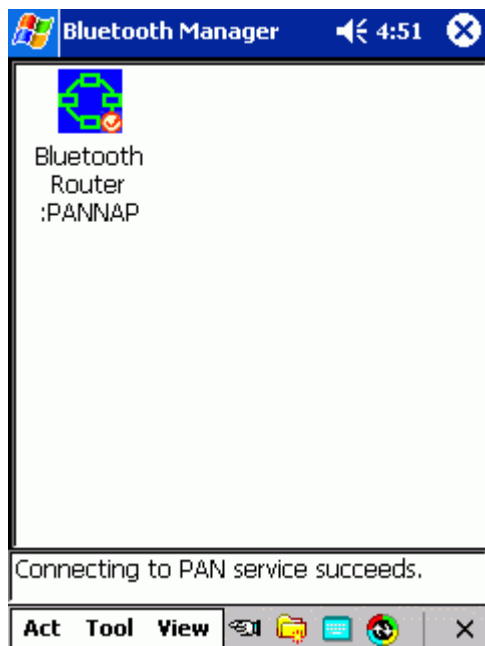 Bluetooth Manager 4:51
Bluetooth
Router
:PANNAP
Connecting to PAN service succeeds.
Act Tool View